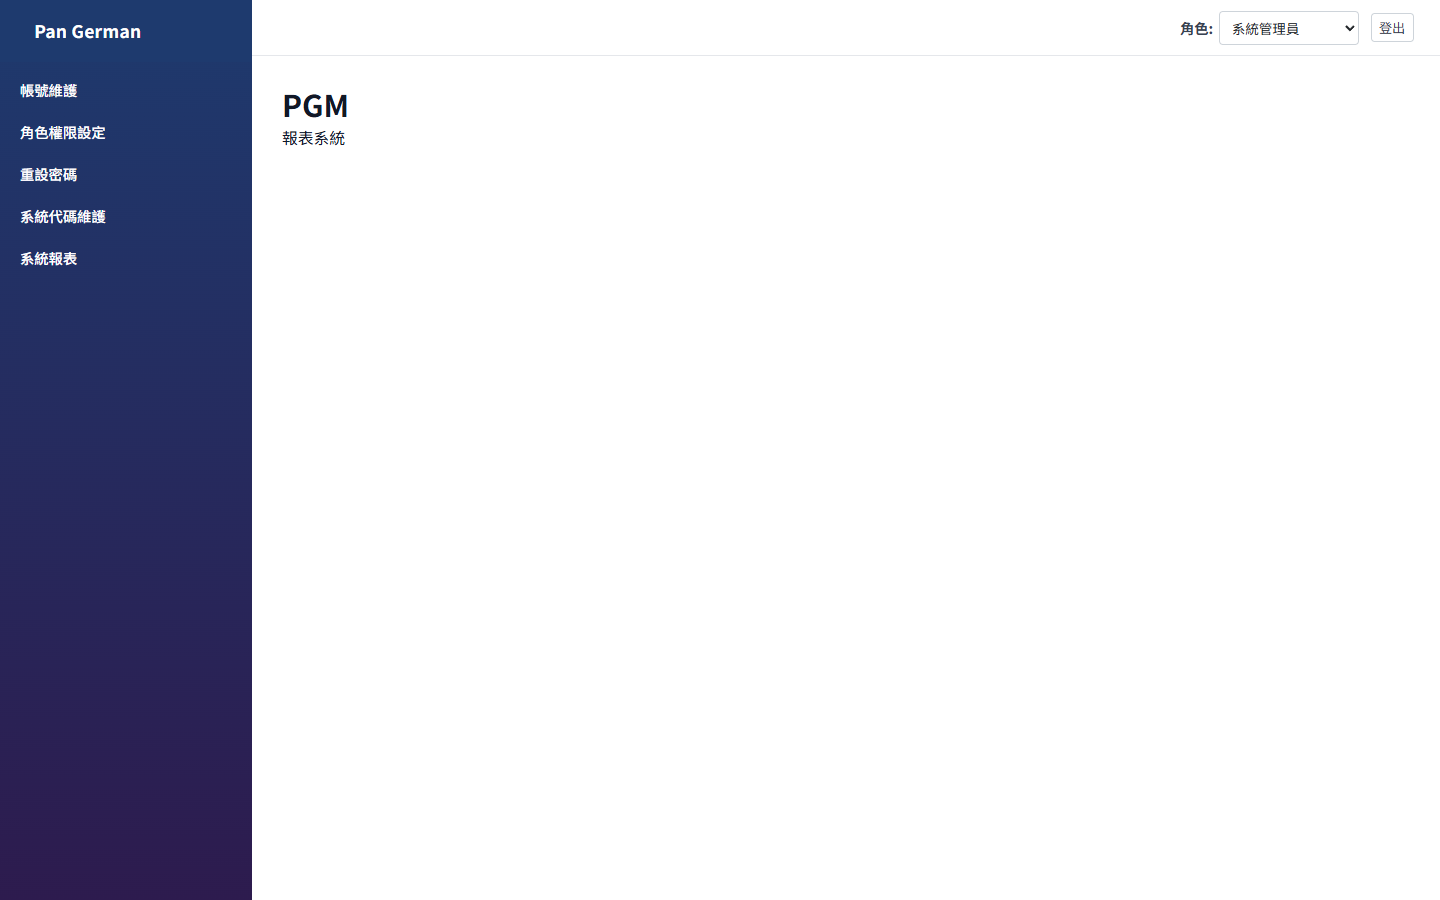 Pan German
角色:
系統管理員
登出
帳號維護
角色權限設定
重設密碼
系統代碼維護
系統報表
PGM
報表系統